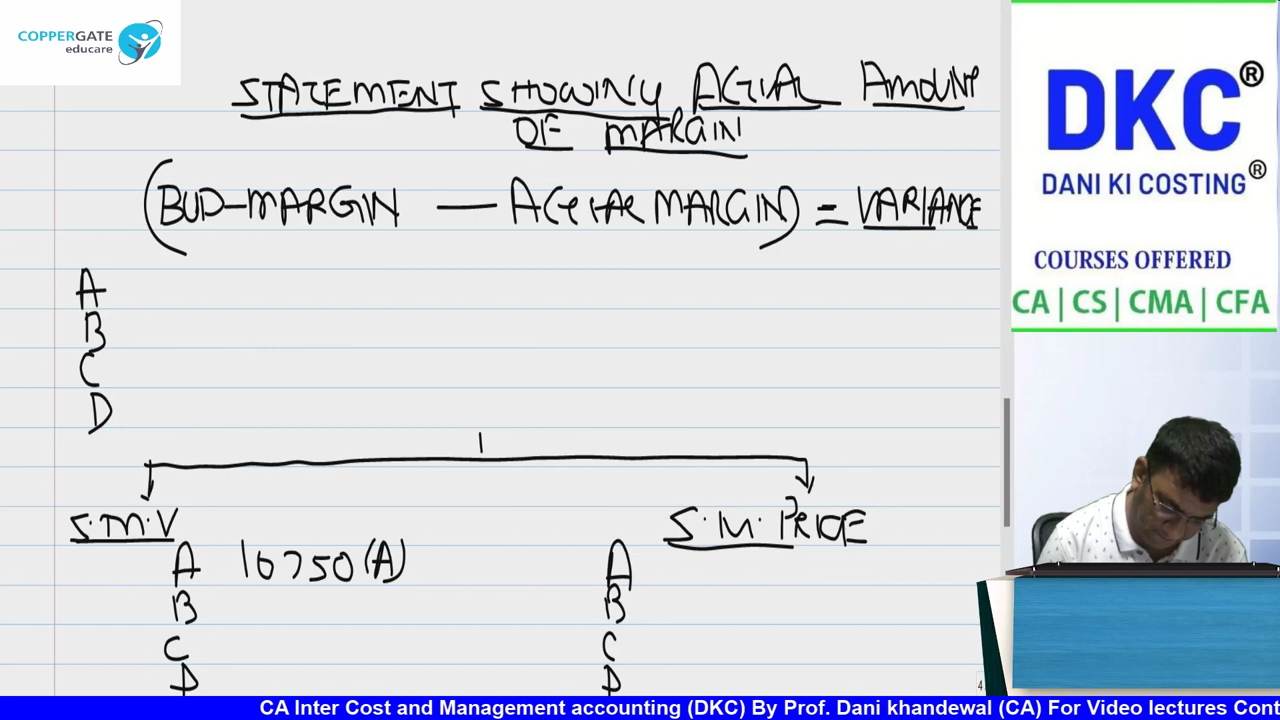 COPPERGATE
educare
STATEMENT SHOWING ACTUAL AMOUNT
OF MARGIN
(BUD-MARGIN — ACTUAL MARGIN) = VARIANCE
A
B
C
D
S.M.V
A 10750 (A)
B
C
D
S.M. PRICE
A
B
C
D
4
DKC®
DANI KI COSTING®
COURSES OFFERED
CA | CS | CMA | CFA
CA Inter Cost and Management accounting (DKC) By Prof. Dani khandewal (CA) For Video lectures Cont